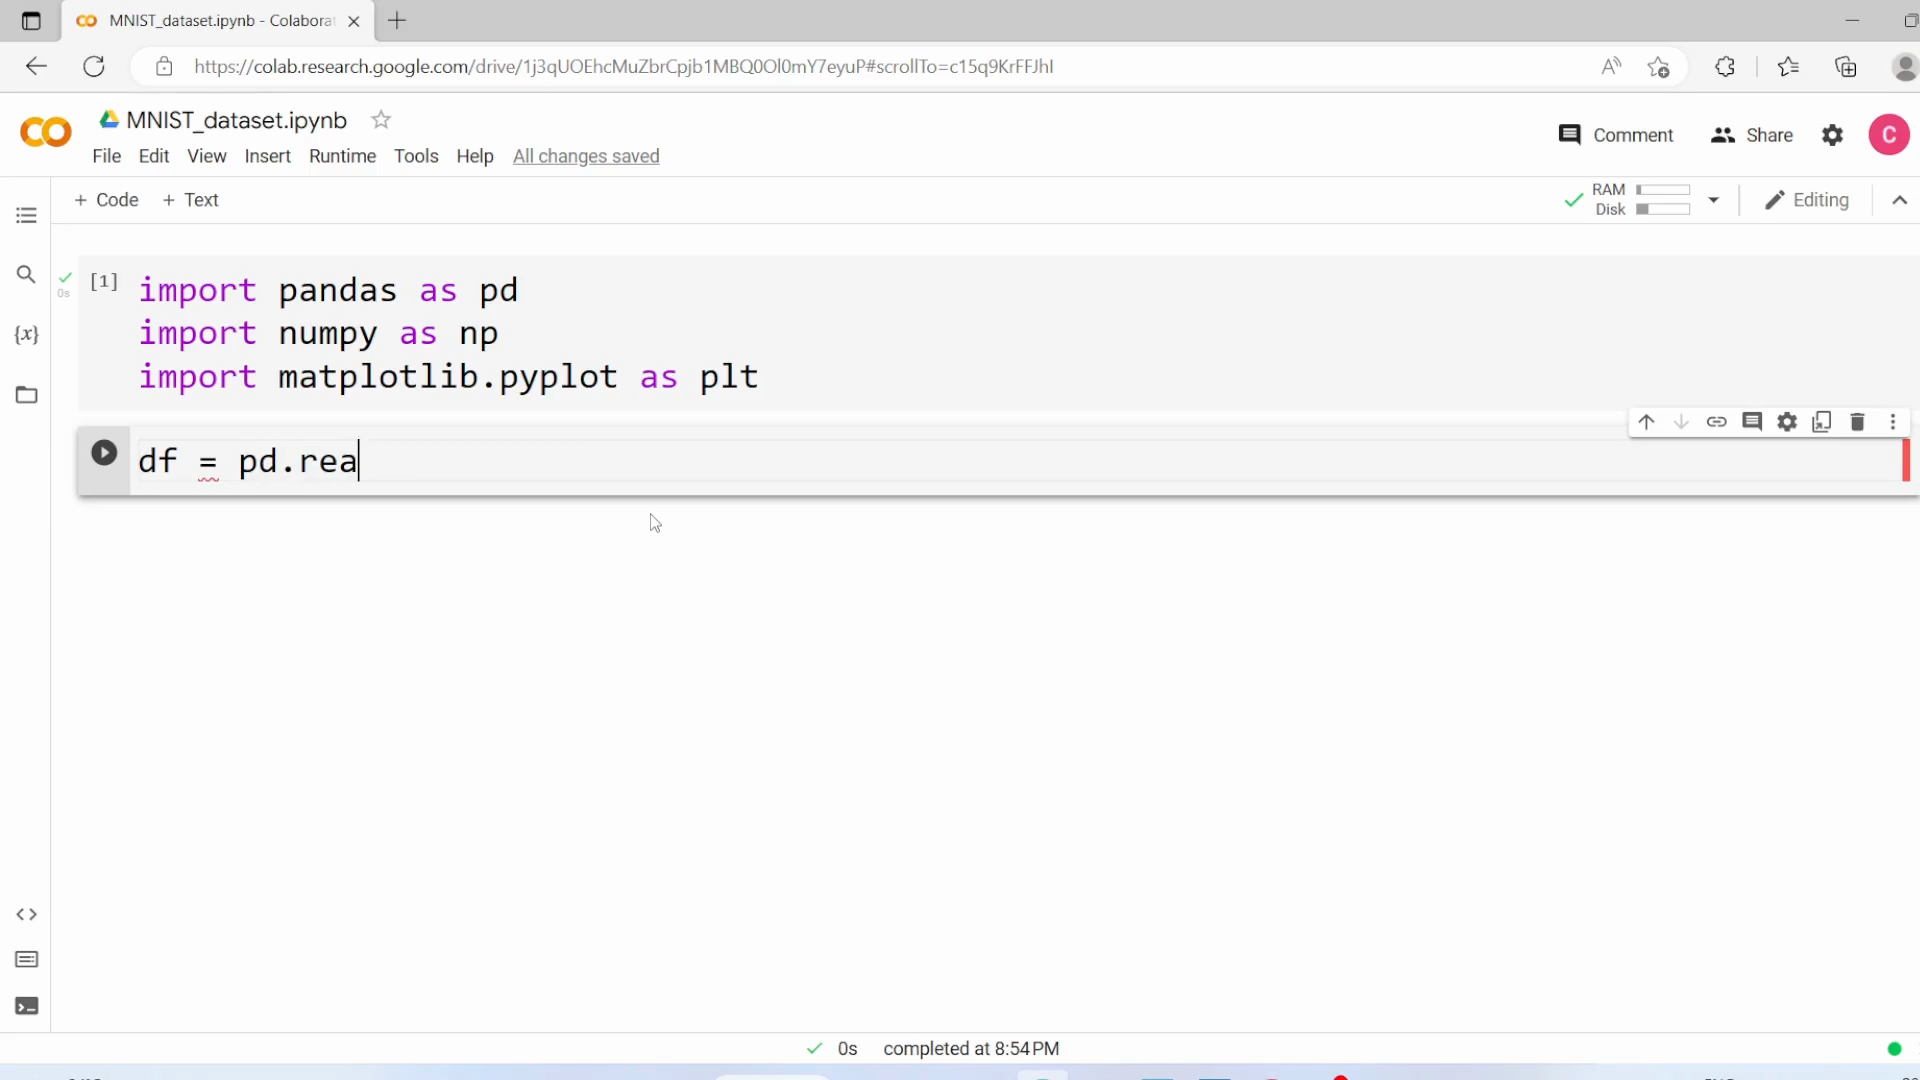 MNIST_dataset.ipynb - Colabora
https://colab.research.google.com/drive/1j3qUOEhcMuZbrCpjb1MBQ0Ol0mY7eyuP#scrollTo=c15q9KrFFJhI
MNIST_dataset.ipynb
Comment
Share
C
File Edit View Insert Runtime Tools Help All changes saved
+ Code + Text
RAM
Disk
Editing
[1]
0s
import pandas as pd
import numpy as np
import matplotlib.pyplot as plt
{x}
df = pd.rea
0s completed at 8:54 PM